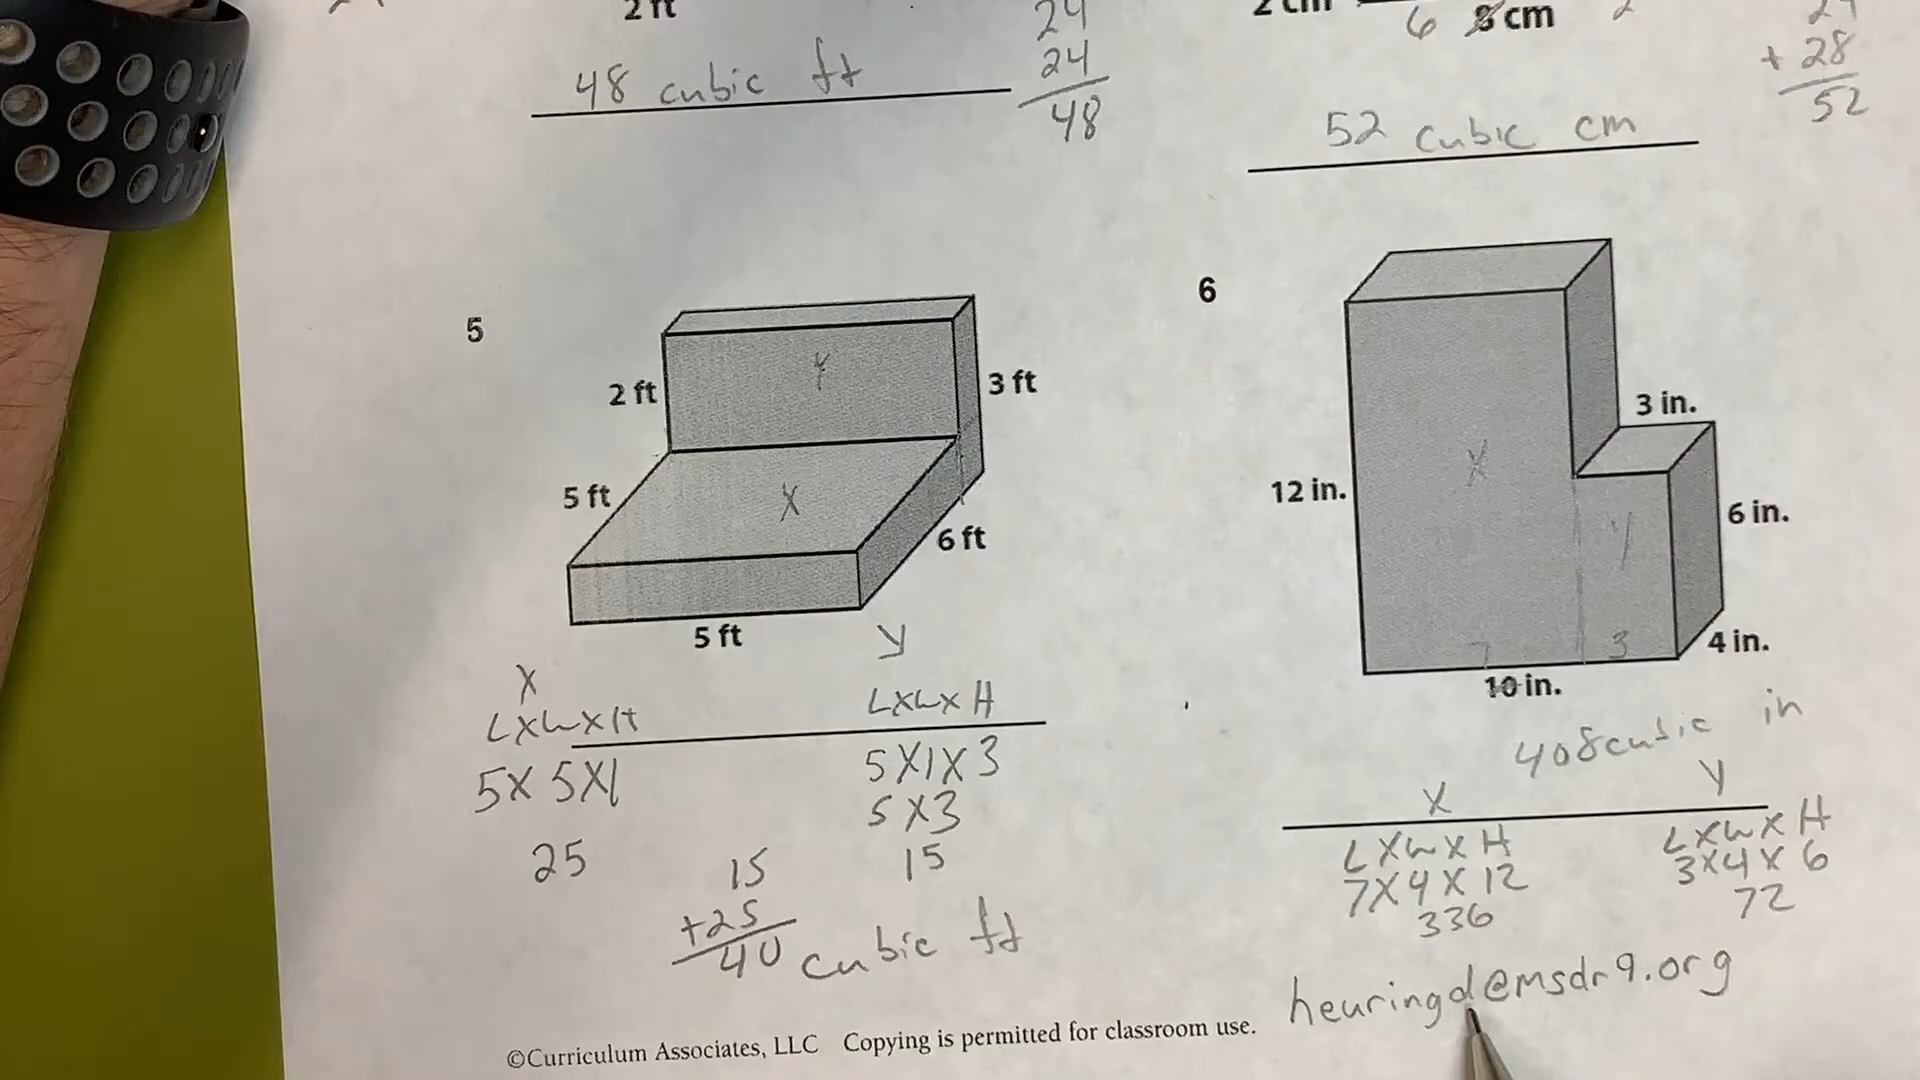 2 ft
24
24
48
48 cubic ft
2 cm
6 8 cm
2
+ 28
52
52 cubic cm
5
2 ft
Y
3 ft
X
5 ft
6 ft
5 ft
X
LxWxH
5X 5X1
25
y
LxWxH
5X1X3
5X3
15
15
+25
40 cubic ft
6
3 in.
X
12 in.
y
6 in.
7
3
4 in.
10 in.
408 cubic in
X
LXWXH
7X4X12
336
y
LXWXH
3X4X6
72
heuringd@msdr9.org
©Curriculum Associates, LLC Copying is permitted for classroom use.